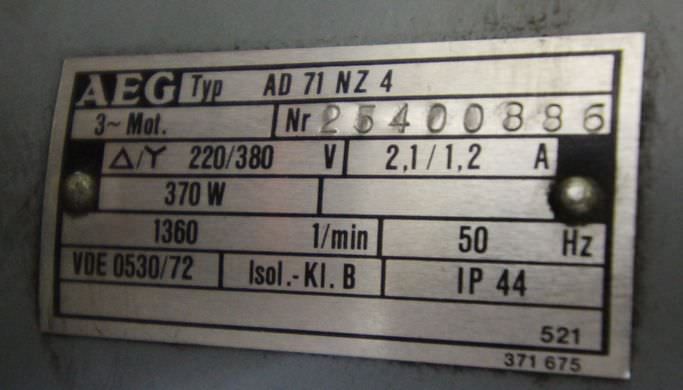 AEG Typ AD 71 NZ 4
3~ Mot. Nr 25400886
Δ/Y 220/380 V 2,1/1,2 A
370 W
1360 1/min 50 Hz
VDE 0530/72 Isol.-Kl. B IP 44
521
371 675